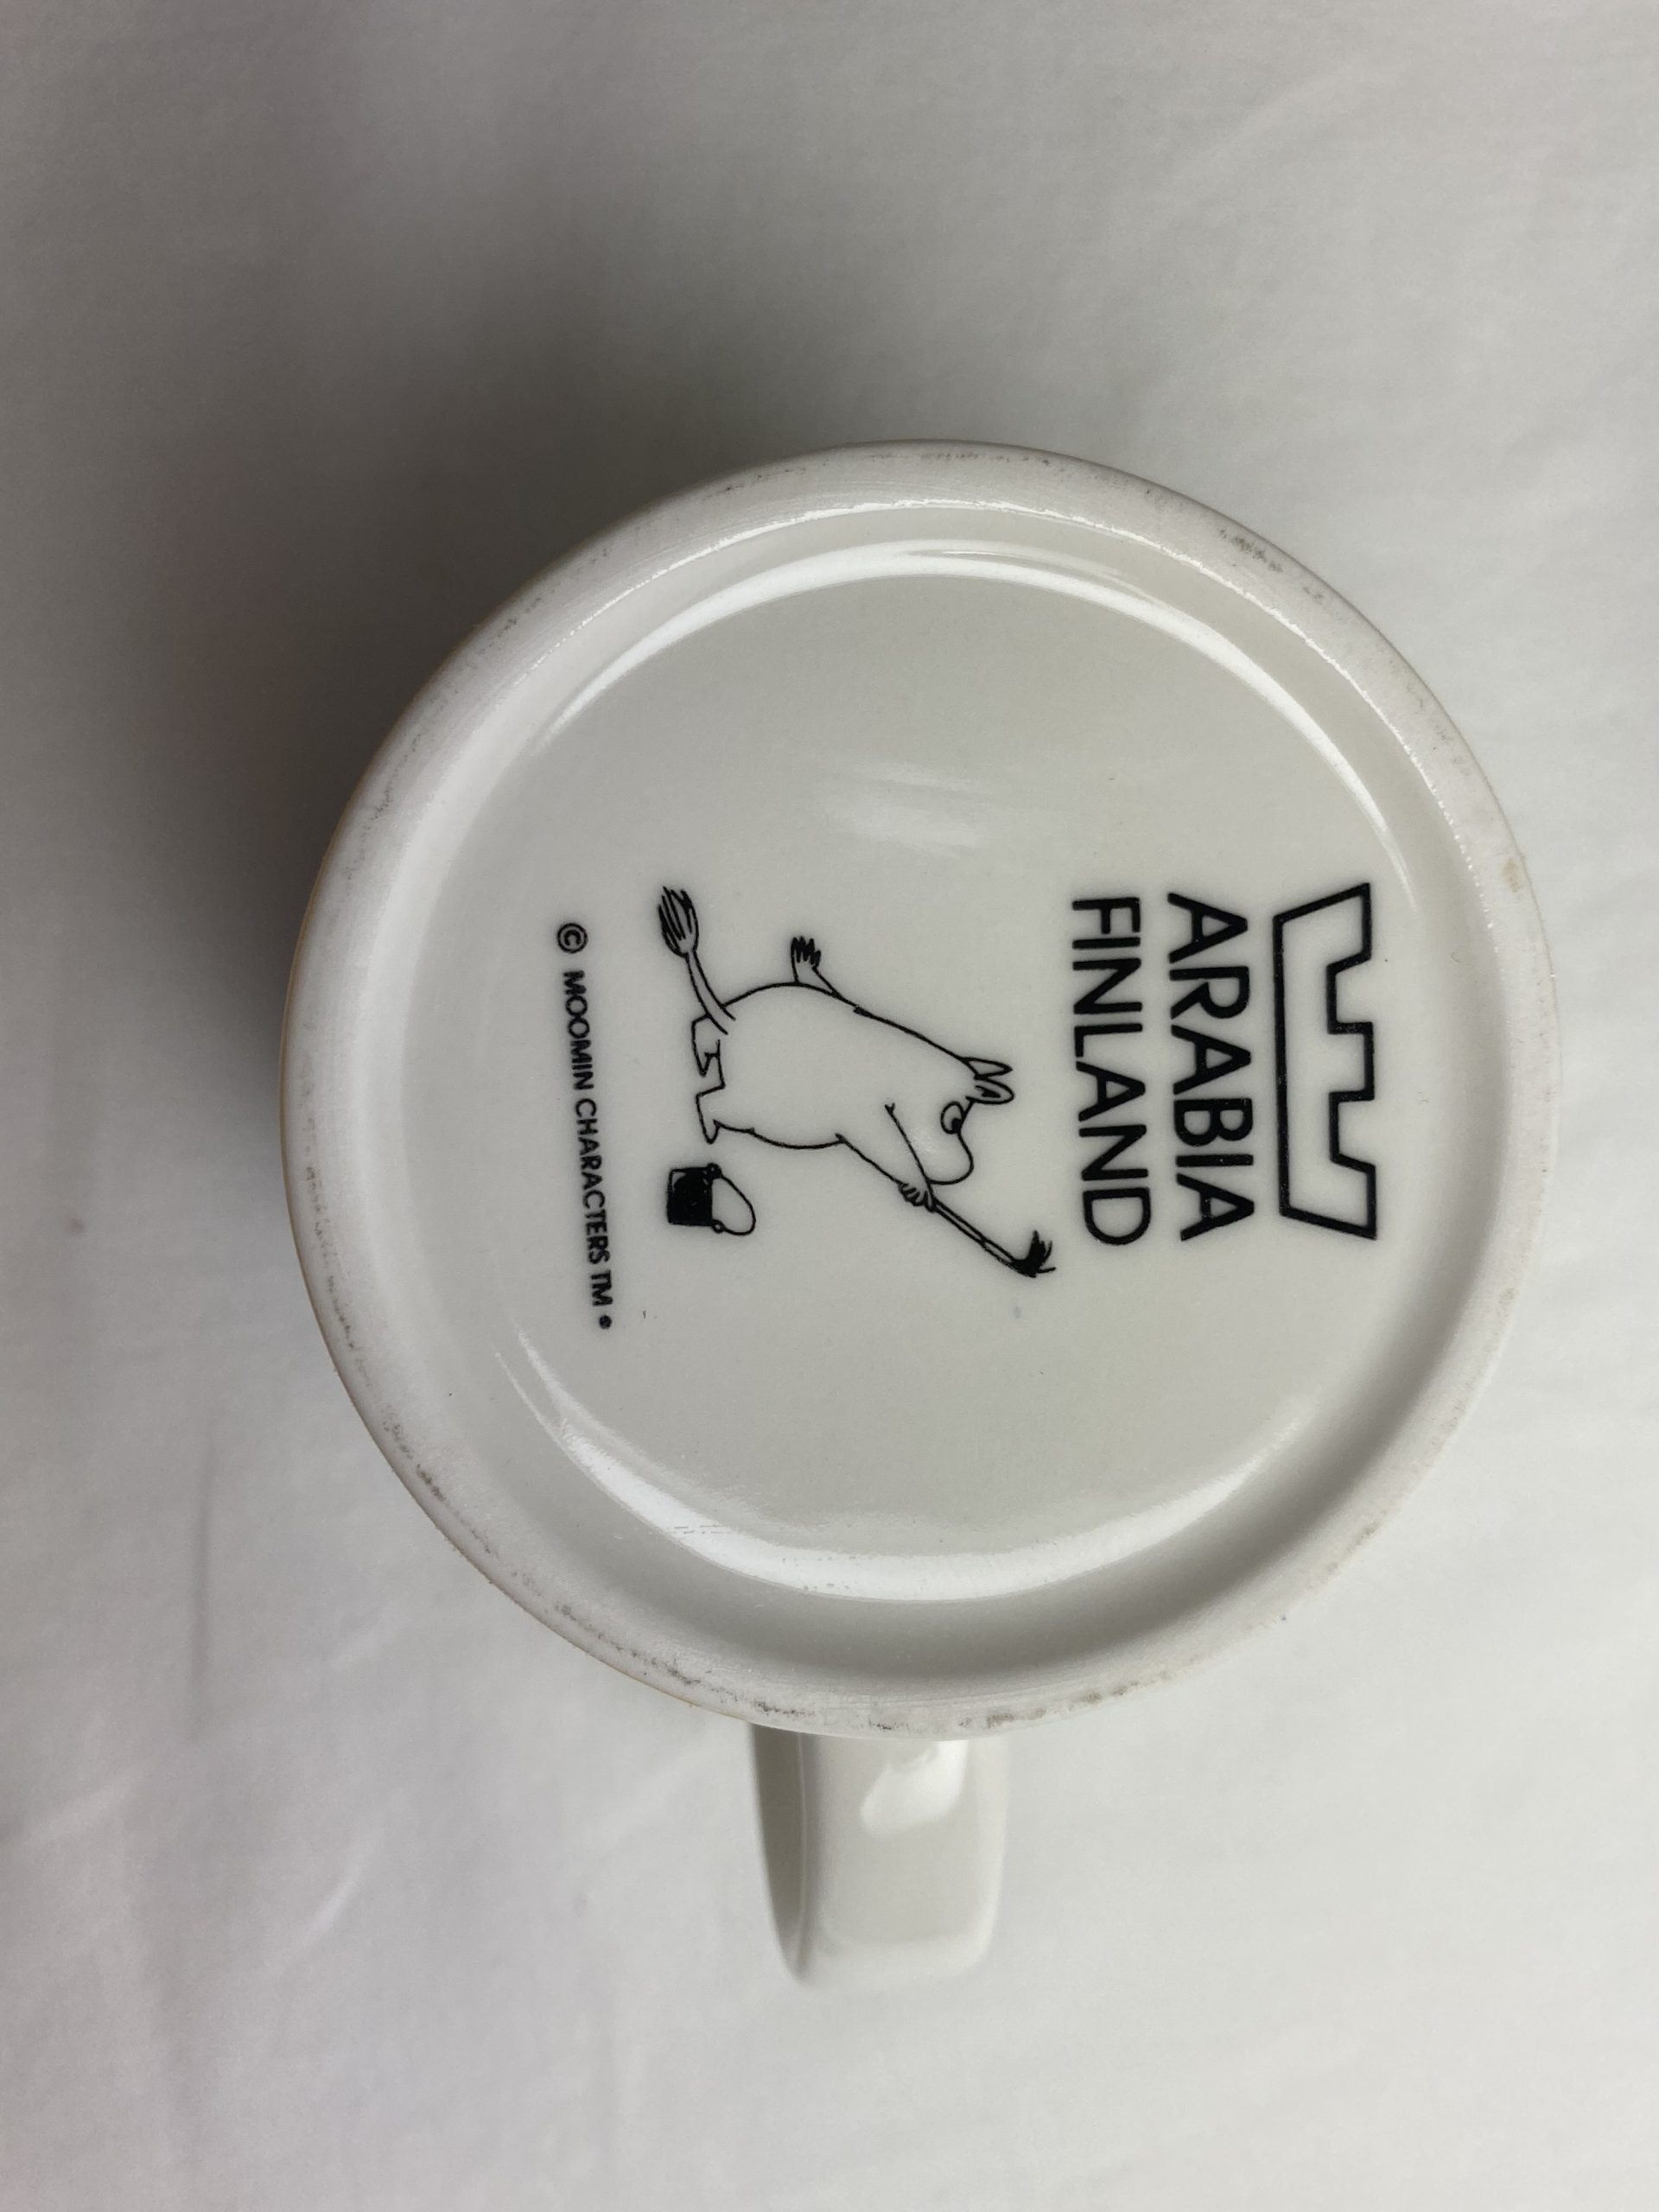 ARABIA
FINLAND
© MOOMIN CHARACTERS TM